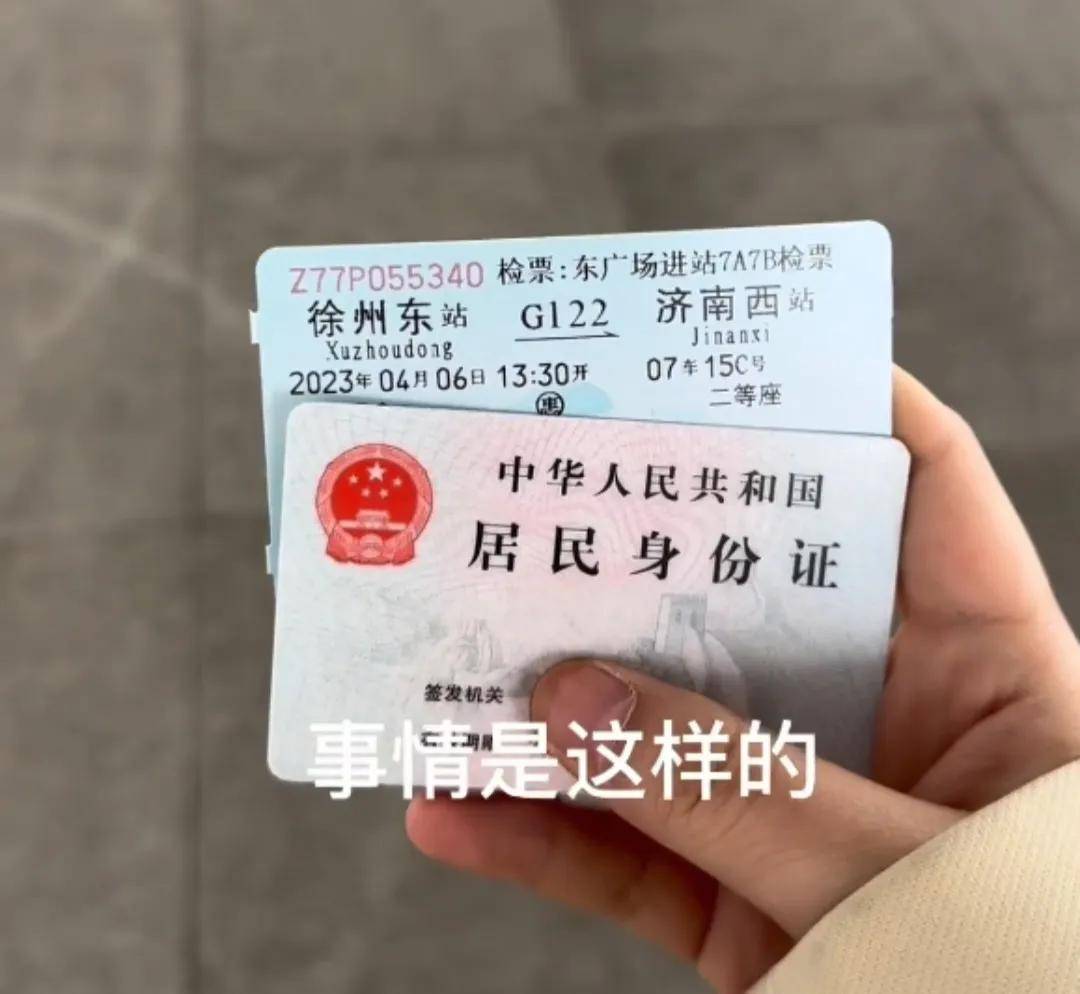 Z77P055340 检票:东广场进站7A7B检票
徐州东站 G122 济南西站
Xuzhoudong Jinanxi
2023年04月06日 13:30开 07车15C号
惠 二等座
中华人民共和国
居民身份证
签发机关
事情是这样的